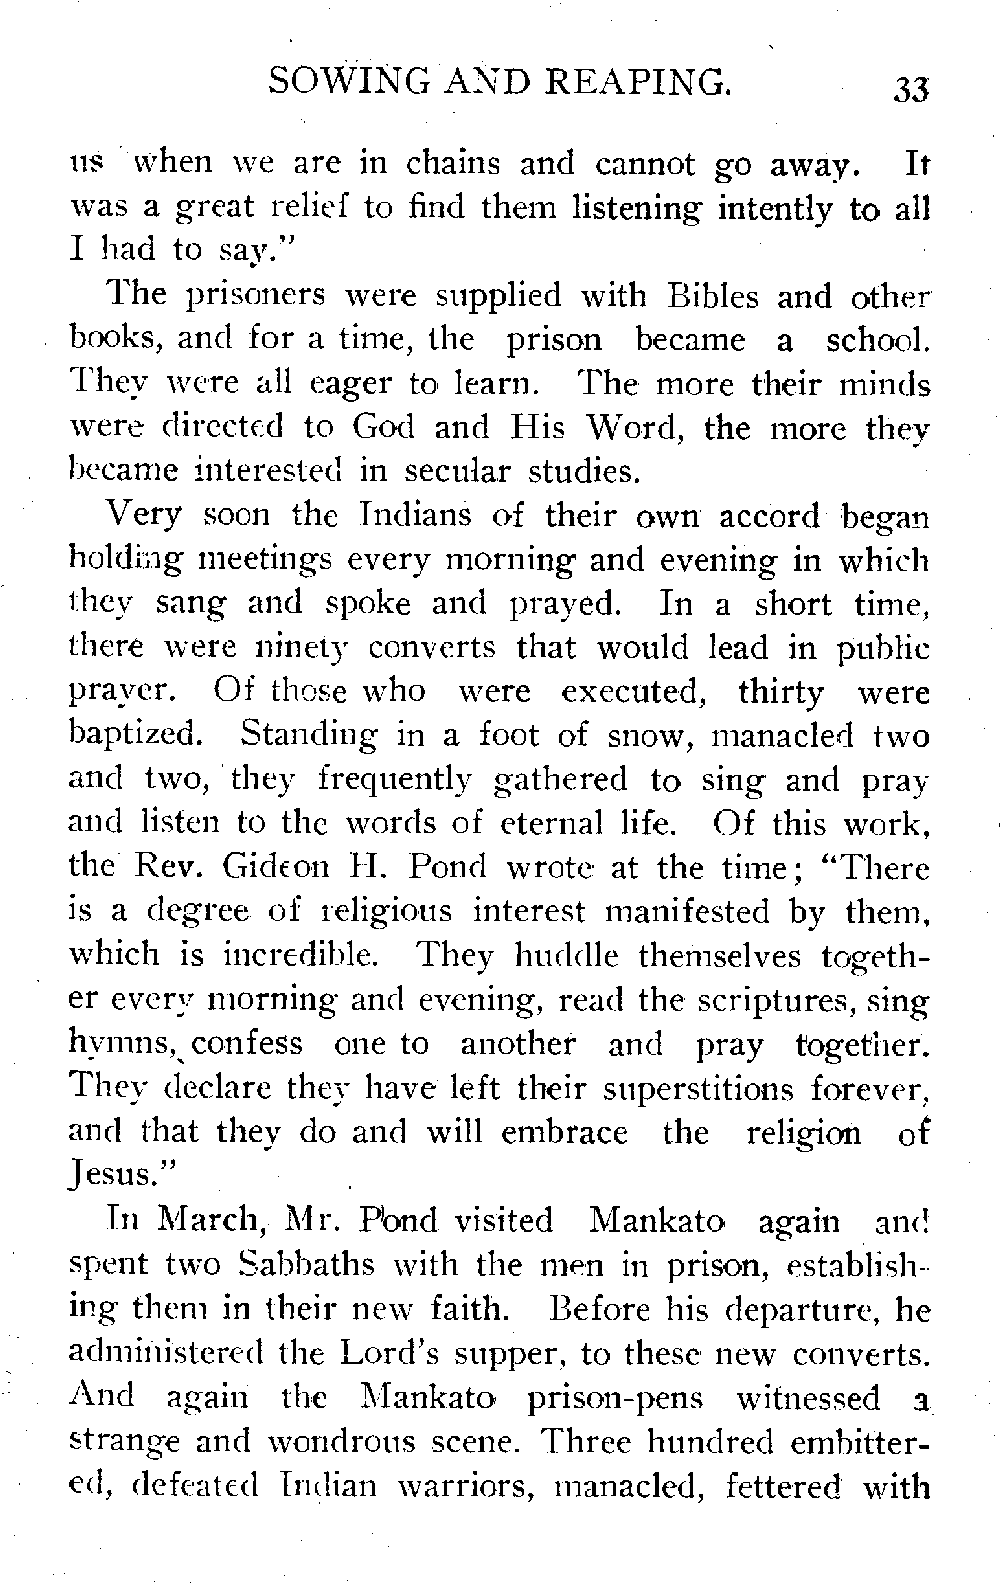 SOWING AND REAPING. 33
us when we are in chains and cannot go away. It
was a great relief to find them listening intently to all
I had to say."
The prisoners were supplied with Bibles and other
books, and for a time, the prison became a school.
They were all eager to learn. The more their minds
were directed to God and His Word, the more they
became interested in secular studies.
Very soon the Indians of their own accord began
holding meetings every morning and evening in which
they sang and spoke and prayed. In a short time,
there were ninety converts that would lead in public
prayer. Of those who were executed, thirty were
baptized. Standing in a foot of snow, manacled two
and two, they frequently gathered to sing and pray
and listen to the words of eternal life. Of this work,
the Rev. Gideon H. Pond wrote at the time; "There
is a degree of religious interest manifested by them,
which is incredible. They huddle themselves togeth-
er every morning and evening, read the scriptures, sing
hymns, confess one to another and pray together.
They declare they have left their superstitions forever,
and that they do and will embrace the religion of
Jesus."
In March, Mr. Pond visited Mankato again and
spent two Sabbaths with the men in prison, establish-
ing them in their new faith. Before his departure, he
administered the Lord's supper, to these new converts.
And again the Mankato prison-pens witnessed a
strange and wondrous scene. Three hundred embitter-
ed, defeated Indian warriors, manacled, fettered with